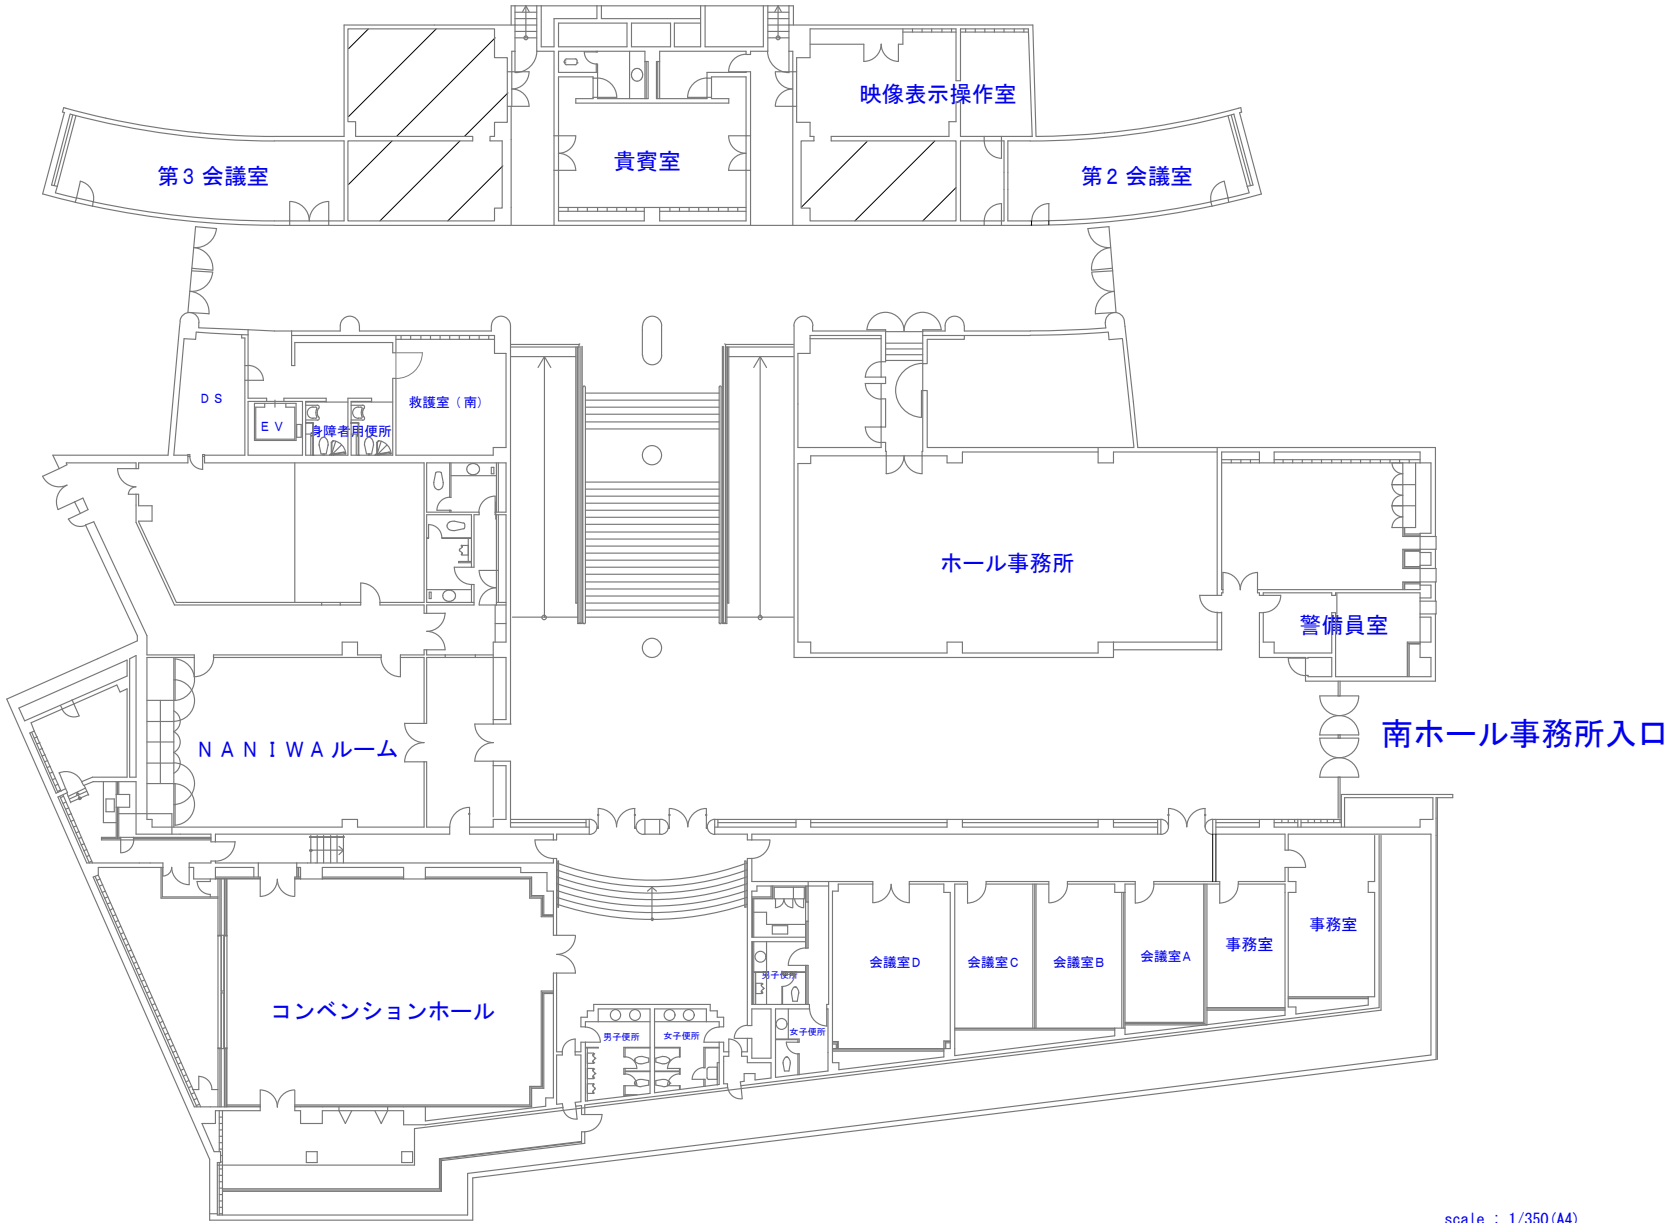 映像表示操作室
貴賓室
第3会議室
第2会議室
DS
EV
身障者用便所
救護室(南)
ホール事務所
警備員室
NANIWAルーム
南ホール事務所入口
コンベンションホール
男子便所
女子便所
男子便所
女子便所
会議室D
会議室C
会議室B
会議室A
事務室
事務室
scale : 1/350(A4)